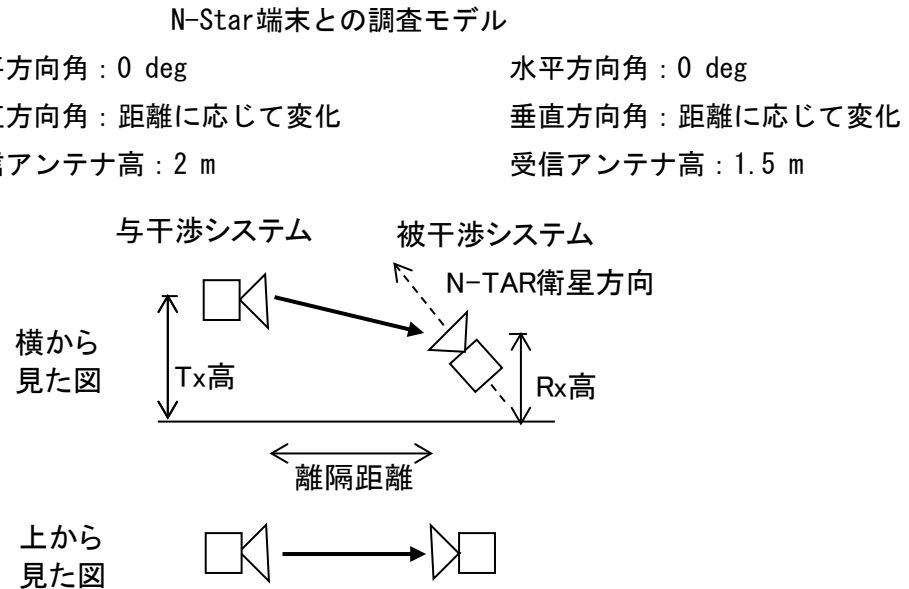 N-Star端末との調査モデル
方向角：0 deg
水平方向角：0 deg
方向角：距離に応じて変化
垂直方向角：距離に応じて変化
アンテナ高：2 m
受信アンテナ高：1.5 m
与干渉システム
被干渉システム
N-TAR衛星方向
横から
見た図
Tx高
Rx高
離隔距離
上から
見た図